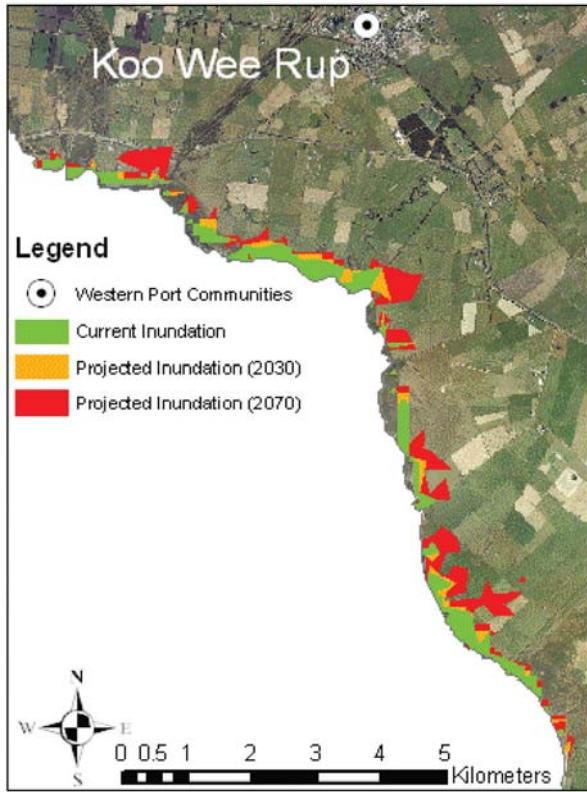 Koo Wee Rup
Legend
Western Port Communities
Current Inundation
Projected Inundation (2030)
Projected Inundation (2070)
N
W E
S
0 0.5 1 2 3 4 5
Kilometers